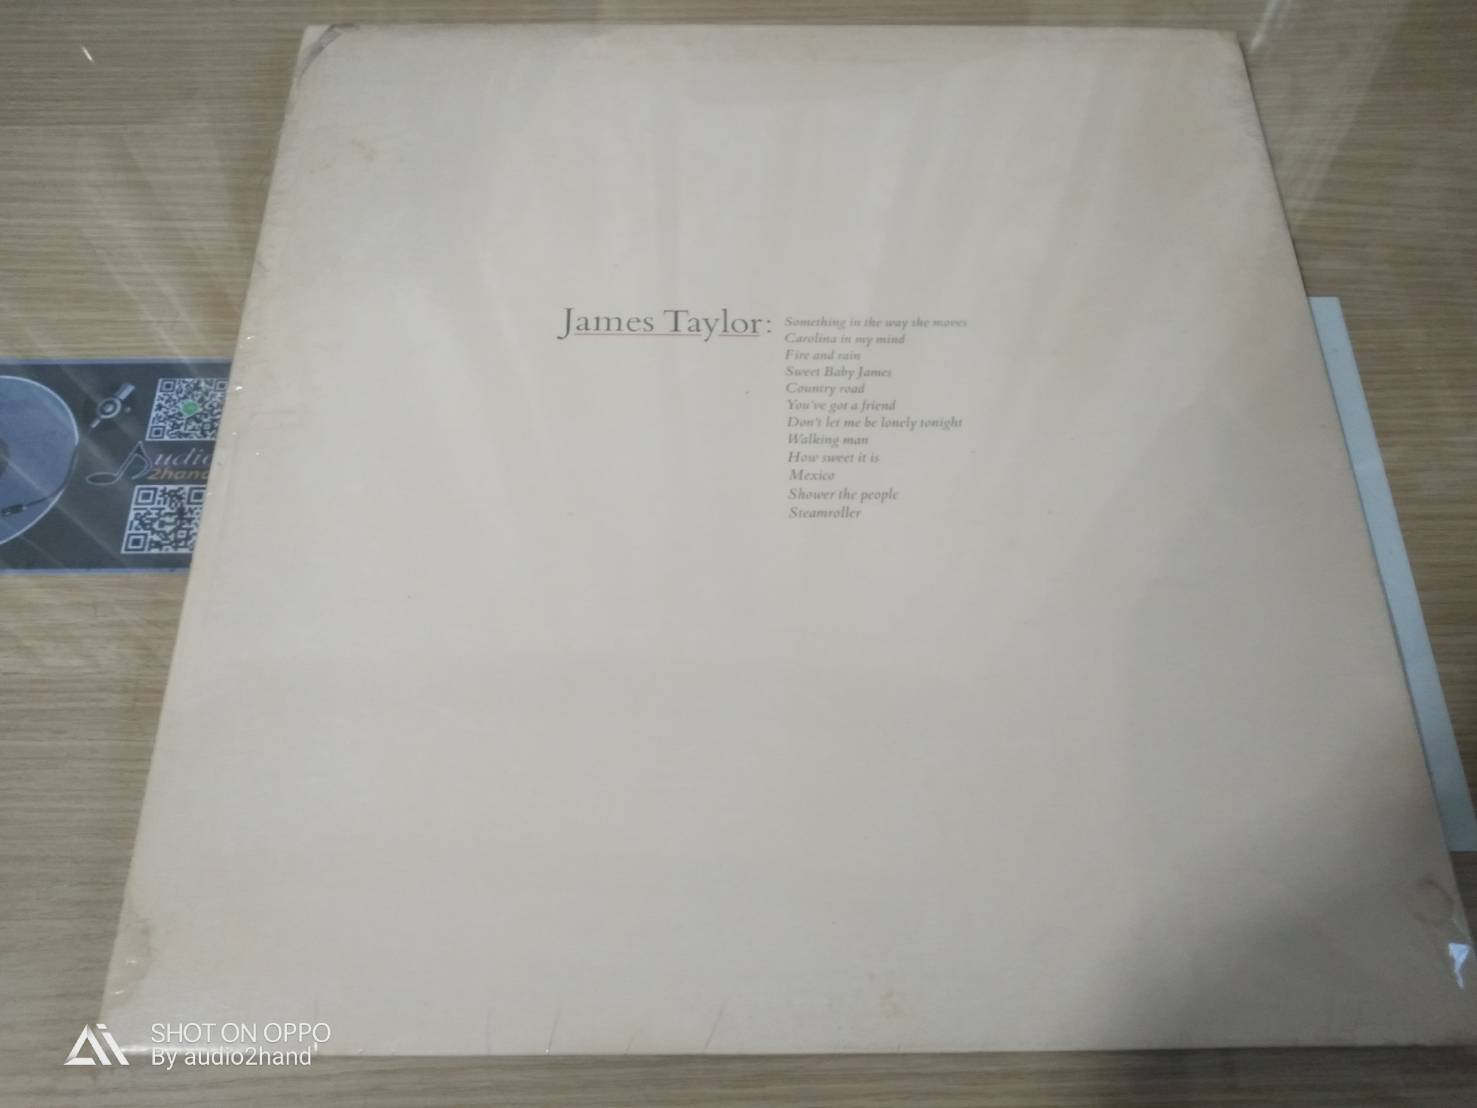 James Taylor:
Something in the way she moves
Carolina in my mind
Fire and rain
Sweet Baby James
Country road
You've got a friend
Don't let me be lonely tonight
Walking man
How sweet it is
Mexico
Shower the people
Steamroller
udio
2hand
SHOT ON OPPO
By audio2hand